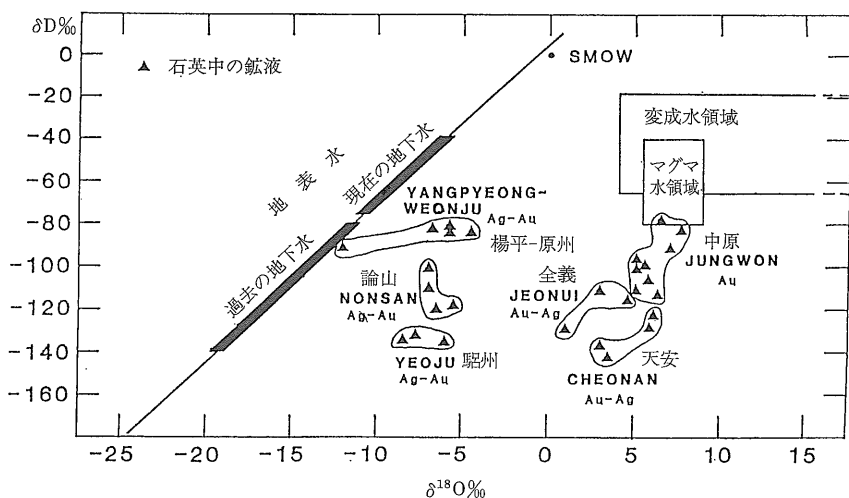 δD‰
0
−20
−40
−60
−80
−100
−120
−140
−160
▲ 石英中の鉱液
SMOW
変成水領域
マグマ
水領域
地表水
現在の地下水
過去の地下水
YANGPYEONG-
WEONJU
Ag-Au
楊平-原州
論山
NONSAN
Ag-Au
YEOJU
Ag-Au
驪州
全義
JEONUI
Au-Ag
中原
JUNGWON
Au
天安
CHEONAN
Au-Ag
−25 −20 −15 −10 −5 0 5 10 15
δ¹⁸O‰